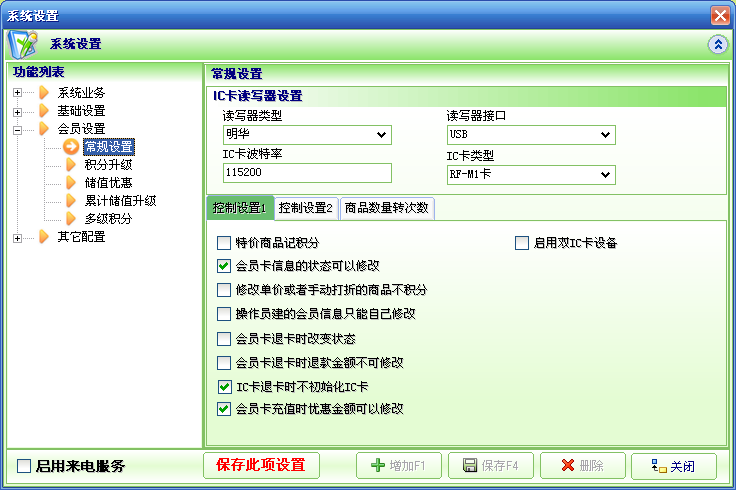 系统设置
系统设置
功能列表
系统业务
基础设置
会员设置
常规设置
积分升级
储值优惠
累计储值升级
多级积分
其它配置
常规设置
IC卡读写器设置
读写器类型 读写器接口
明华 USB
IC卡波特率 IC卡类型
115200 RF-M1卡
控制设置1 控制设置2 商品数量转次数
特价商品记积分 启用双IC卡设备
会员卡信息的状态可以修改
修改单价或者手动打折的商品不积分
操作员建的会员信息只能自己修改
会员卡退卡时改变状态
会员卡退卡时退款金额不可修改
IC卡退卡时不初始化IC卡
会员卡充值时优惠金额可以修改
启用来电服务 保存此项设置 增加F1 保存F4 删除 关闭